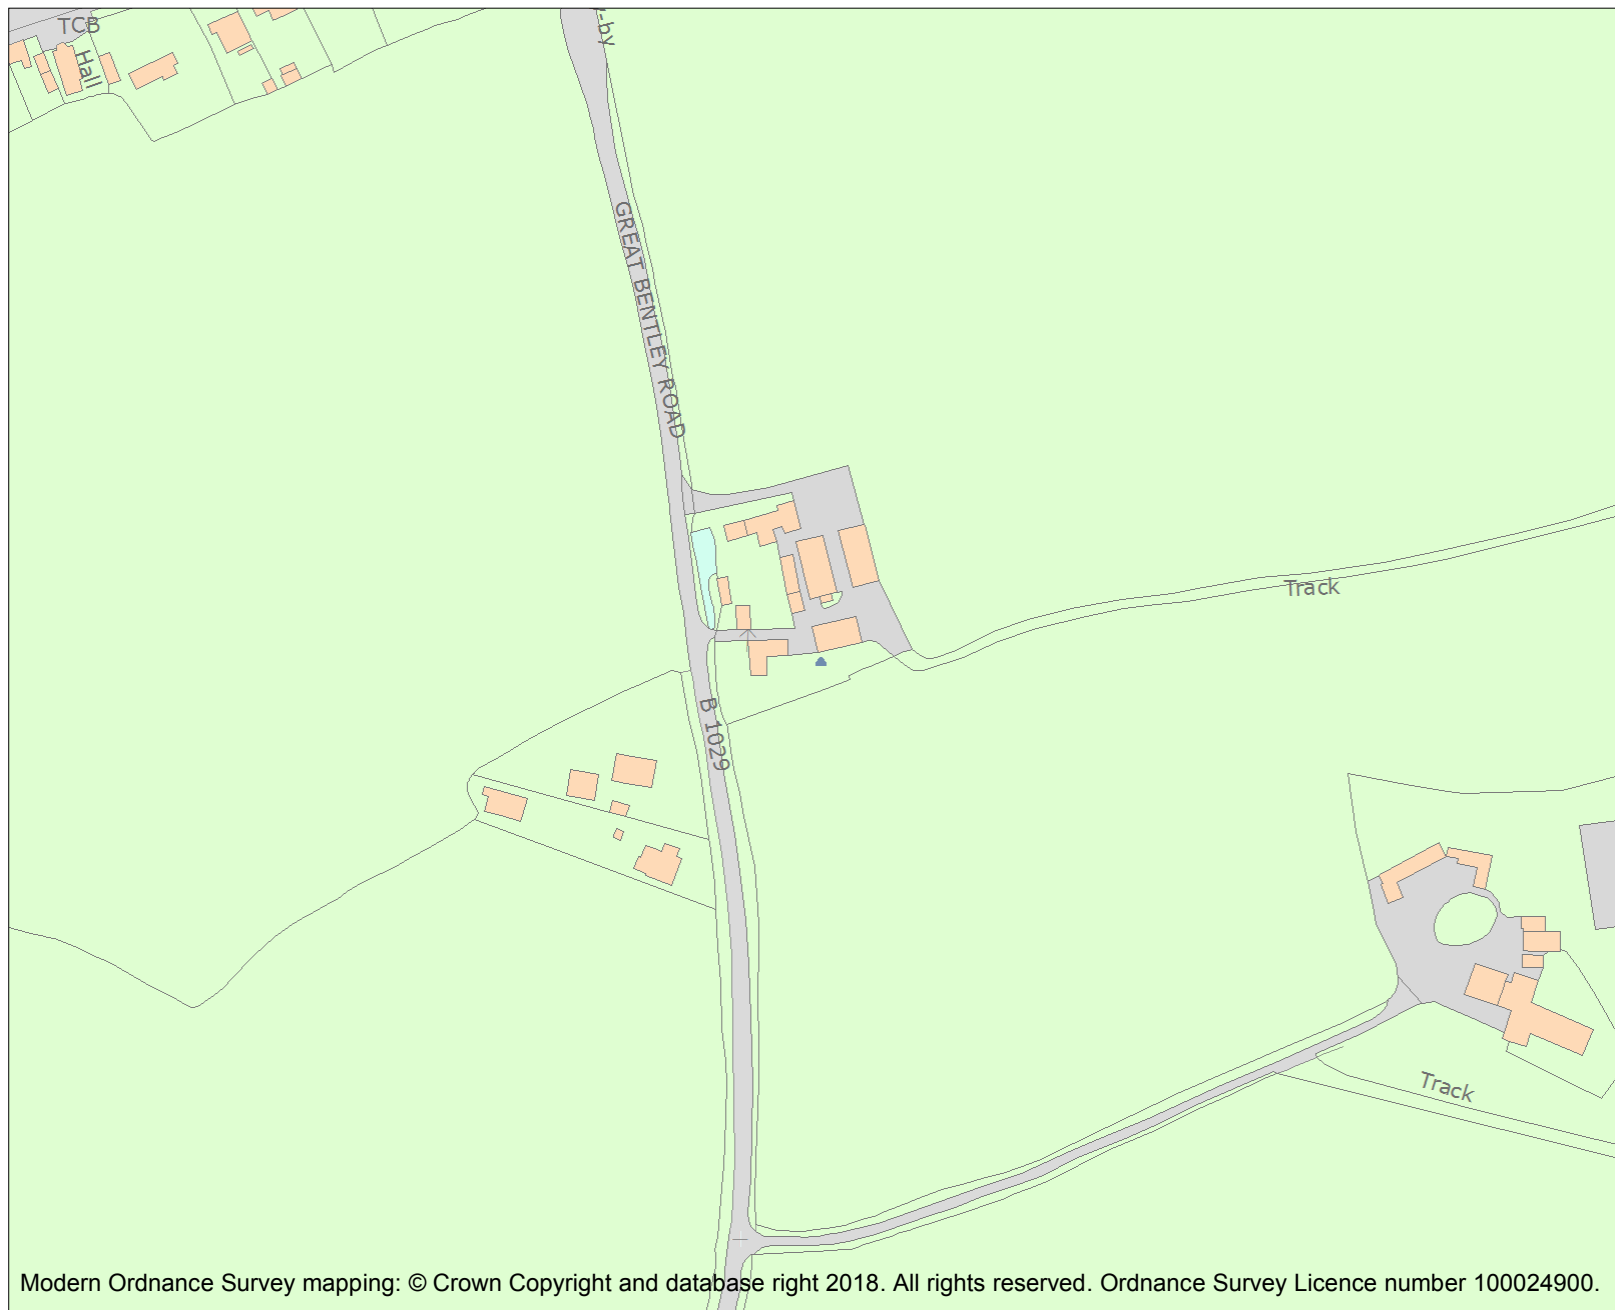 TCB
Hall
GREAT BENTLEY ROAD
Track
B 1029
Track
Modern Ordnance Survey mapping: © Crown Copyright and database right 2018. All rights reserved. Ordnance Survey Licence number 100024900.